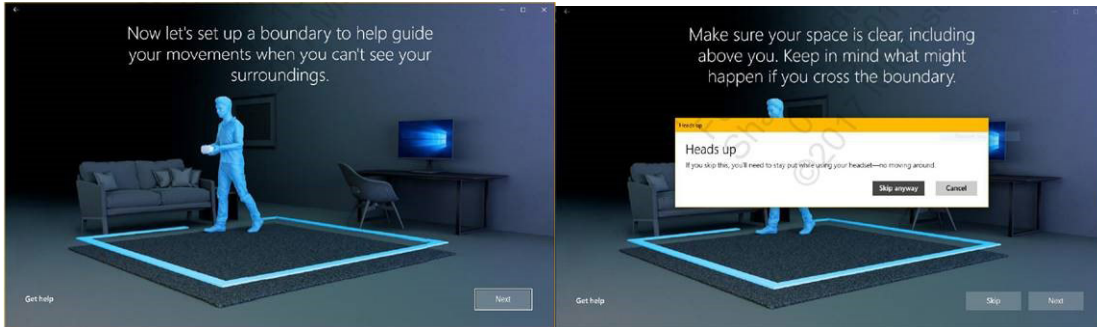 Now let's set up a boundary to help guide
your movements when you can't see your
surroundings.
Get help
Next
Make sure your space is clear, including
above you. Keep in mind what might
happen if you cross the boundary.
Heads up
Heads up
If you skip this, you'll need to stay put while using your headset—no moving around.
Skip anyway
Cancel
Get help
Skip
Next